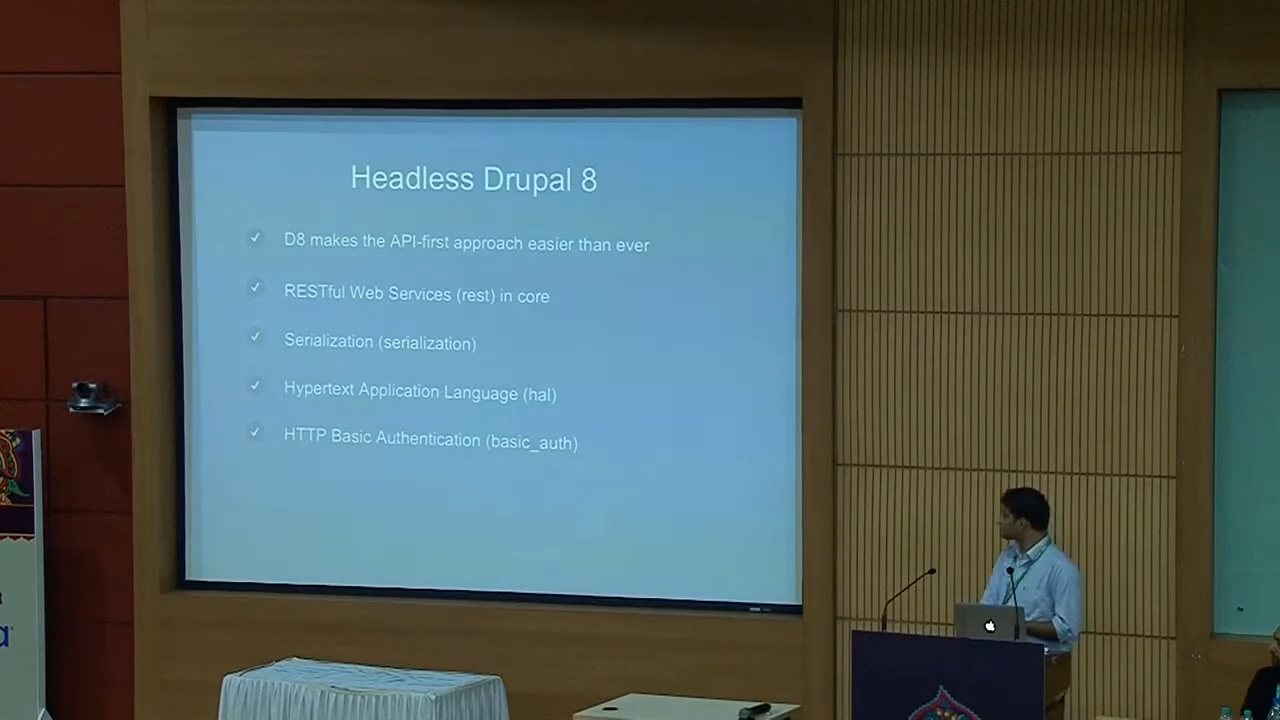 Headless Drupal 8
D8 makes the API-first approach easier than ever
RESTful Web Services (rest) in core
Serialization (serialization)
Hypertext Application Language (hal)
HTTP Basic Authentication (basic_auth)